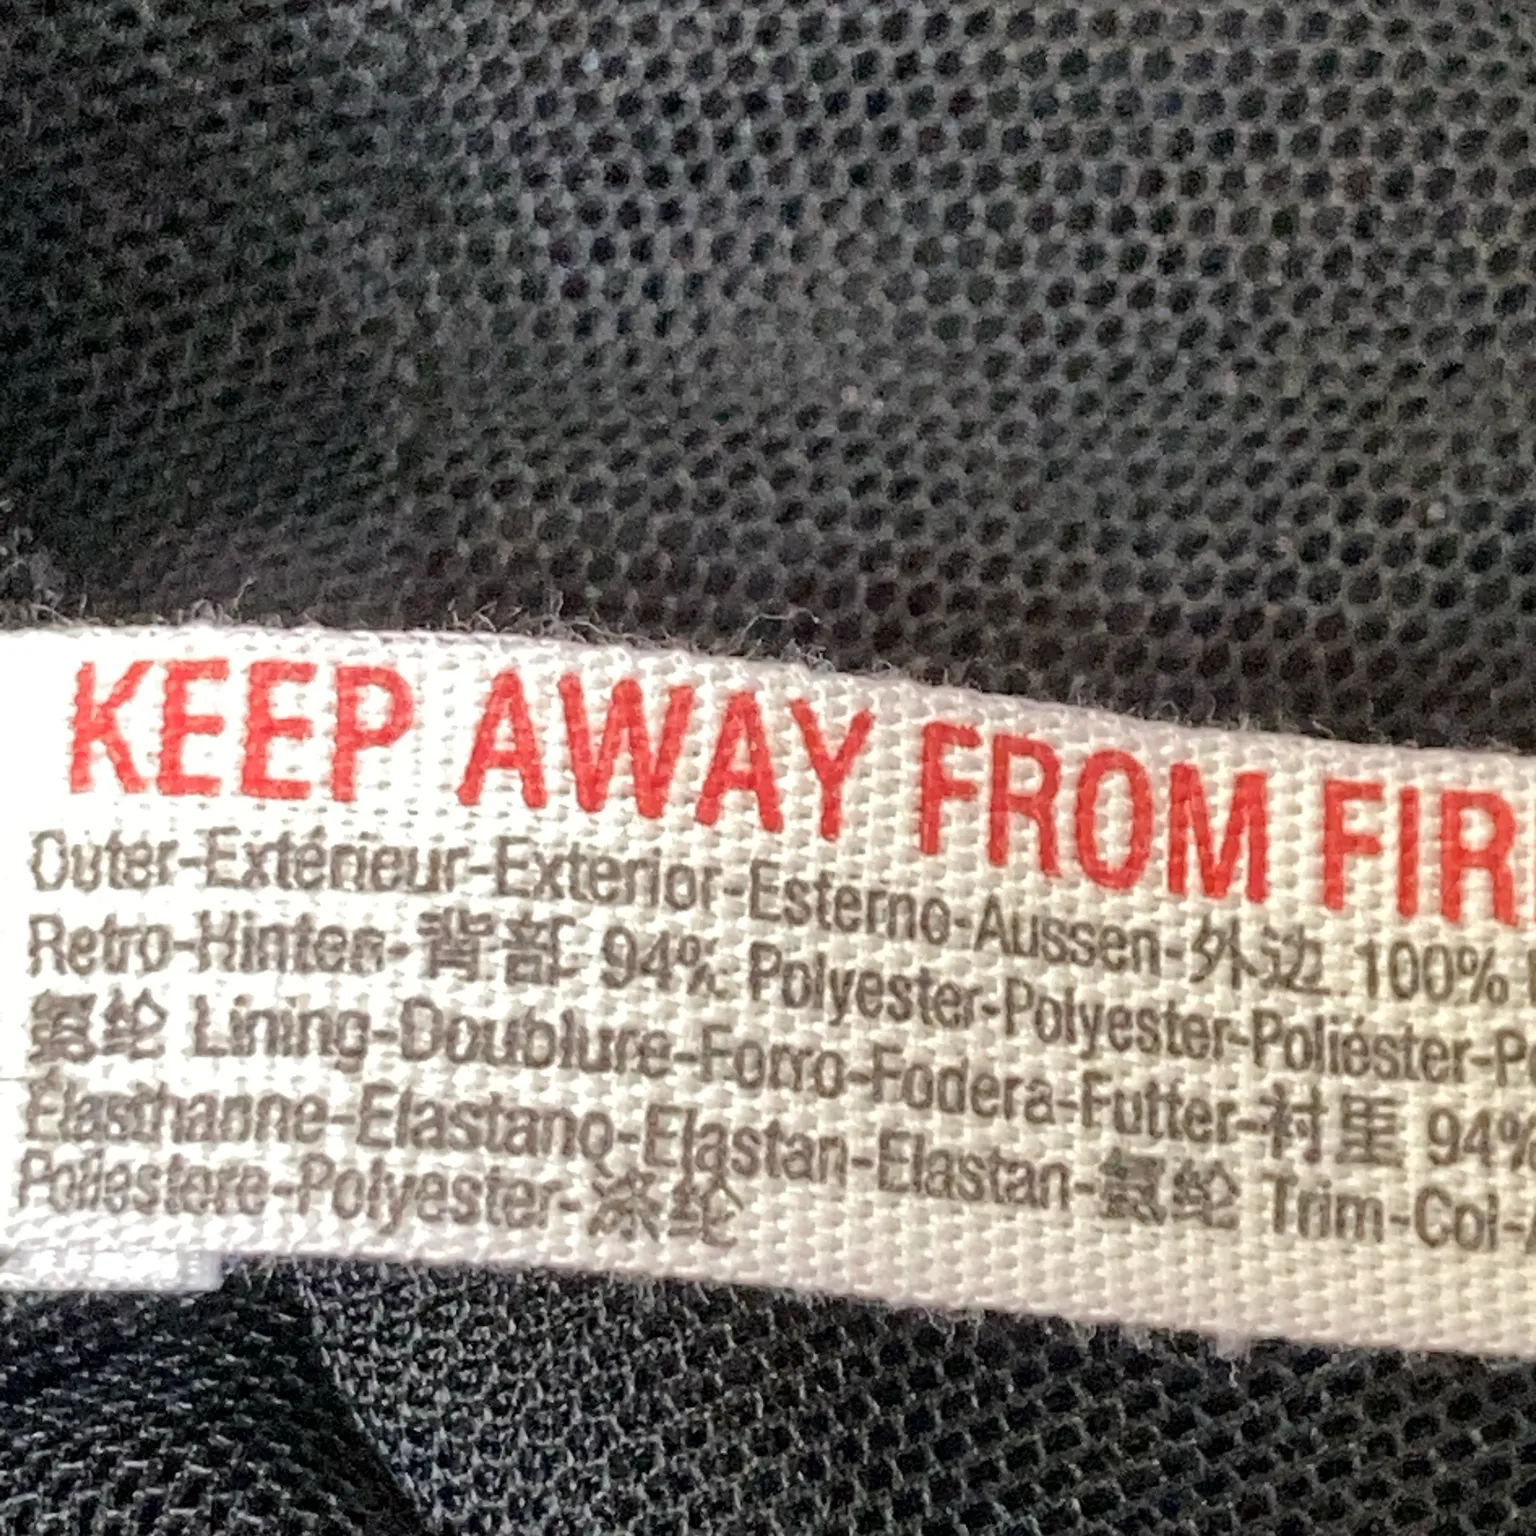 KEEP AWAY FROM FIR
Outer-Extérieur-Exterior-Esterno-Aussen-外边 100%
Retro-Hinten-背部 94% Polyester-Polyester-Poliéster-P
氨纶 Lining-Doublure-Forro-Fodera-Futter-衬里 94%
Élasthanne-Elastano-Elastan-Elastan-氨纶 Trim-Col-
Poliestere-Polyester-涤纶